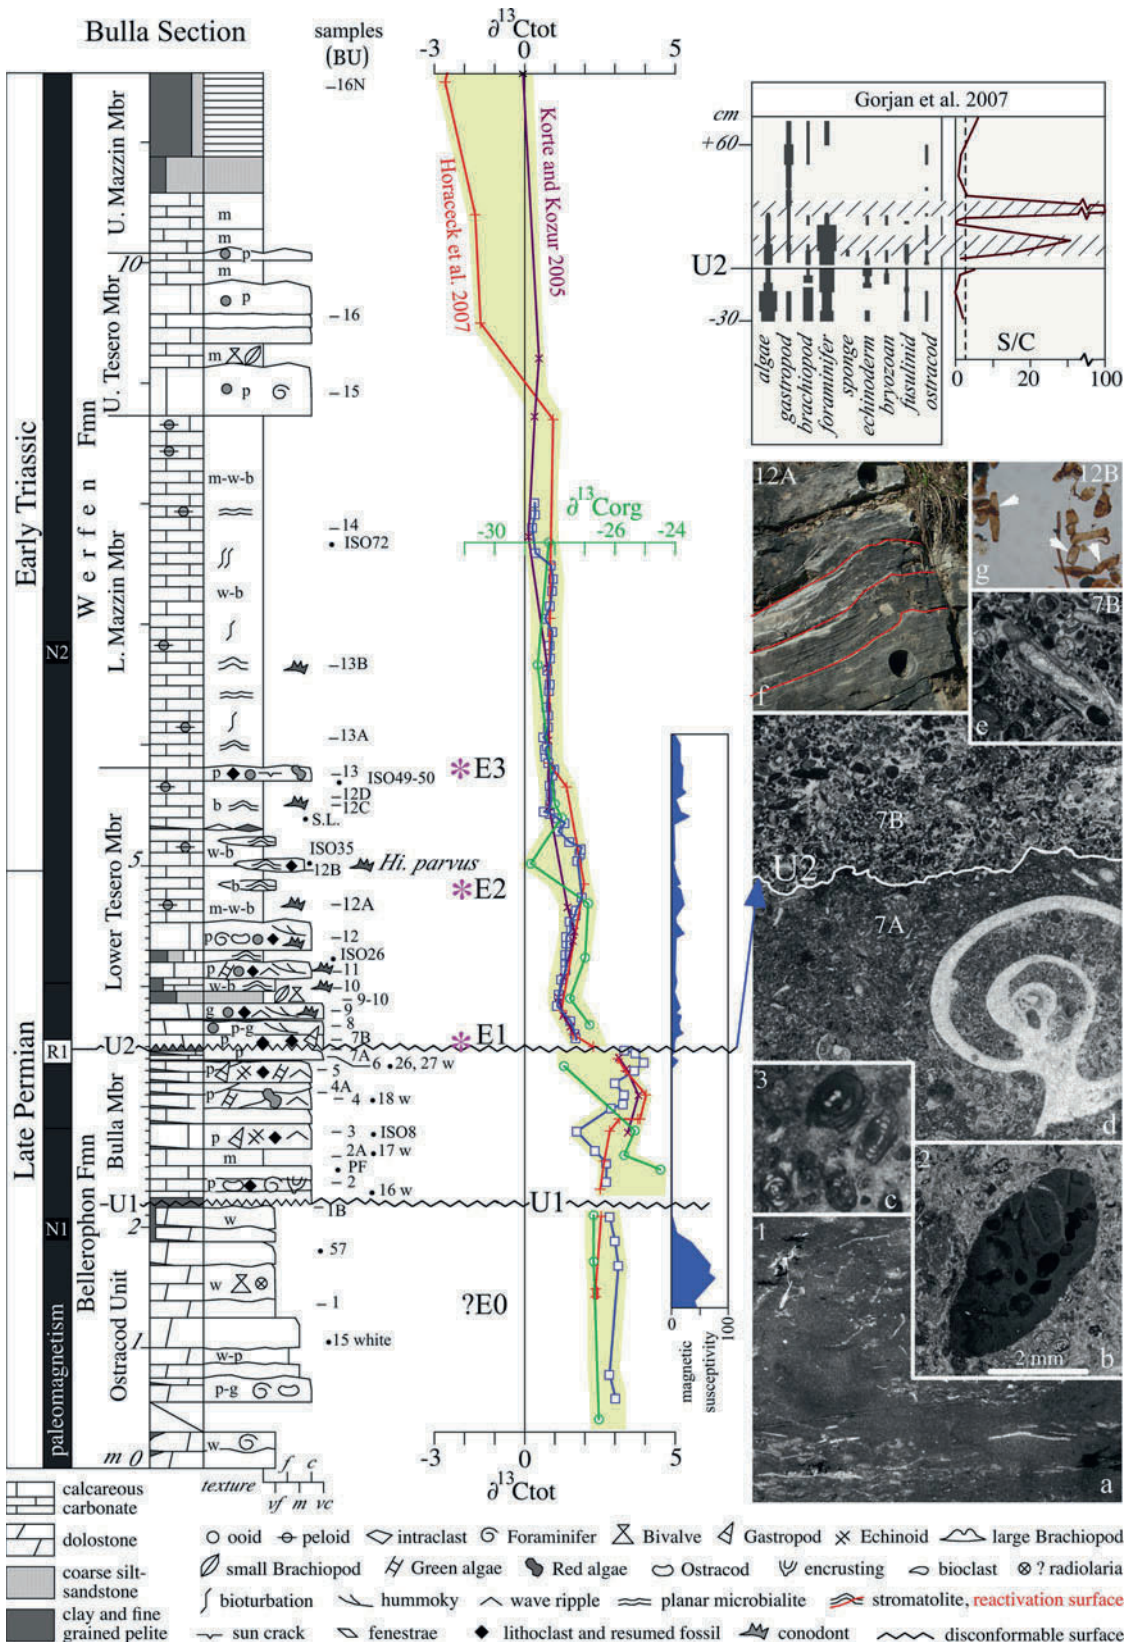 Bulla Section
samples
(BU)
∂13Ctot
-3 0 5
Early Triassic
Late Permian
paleomagnetism
N2
R1
N1
Werfen Fmn
Bellerophon Fmn
U. Mazzin Mbr
U. Tesero Mbr
L. Mazzin Mbr
Lower Tesero Mbr
Bulla Mbr
Ostracod Unit
10
5
2
1
m 0
U2
U1
m
m
p
m
p
m
p
m-w-b
w-b
p
b
w-b
b
m-w-b
p
p
w-b
g
p-g
p
p
p
p
m
p
w
w
w-p
p-g
w
texture
f c
vf m vc
16N
16
15
14
ISO72
13B
13A
13
ISO49-50
12D
12C
S.L.
ISO35
12B
Hi. parvus
12A
12
ISO26
11
10
9-10
9
8
7B
7A
6 26, 27 w
5
4A
4 18 w
3 ISO8
2A 17 w
PF
2
16 w
1B
57
1
15 white
Horaceck et al. 2007
Korte and Kozur 2005
∂13Corg
-30 -26 -24
*E3
*E2
*E1
U1
?E0
-3 0 5
∂13Ctot
0 100
magnetic
susceptivity
Gorjan et al. 2007
cm
+60
U2
-30
algae
gastropod
brachiopod
foraminifer
sponge
echinoderm
bryozoan
fusulinid
ostracod
S/C
0 20 100
12A
f
12B
g
7B
e
7B
U2
7A
d
3
c
2
2 mm
b
1
a
calcareous
carbonate
dolostone
coarse silt-
sandstone
clay and fine
grained pelite
ooid peloid intraclast Foraminifer Bivalve Gastropod Echinoid large Brachiopod
small Brachiopod Green algae Red algae Ostracod encrusting bioclast ? radiolaria
bioturbation hummoky wave ripple planar microbialite stromatolite, reactivation surface
sun crack fenestrae lithoclast and resumed fossil conodont disconformable surface